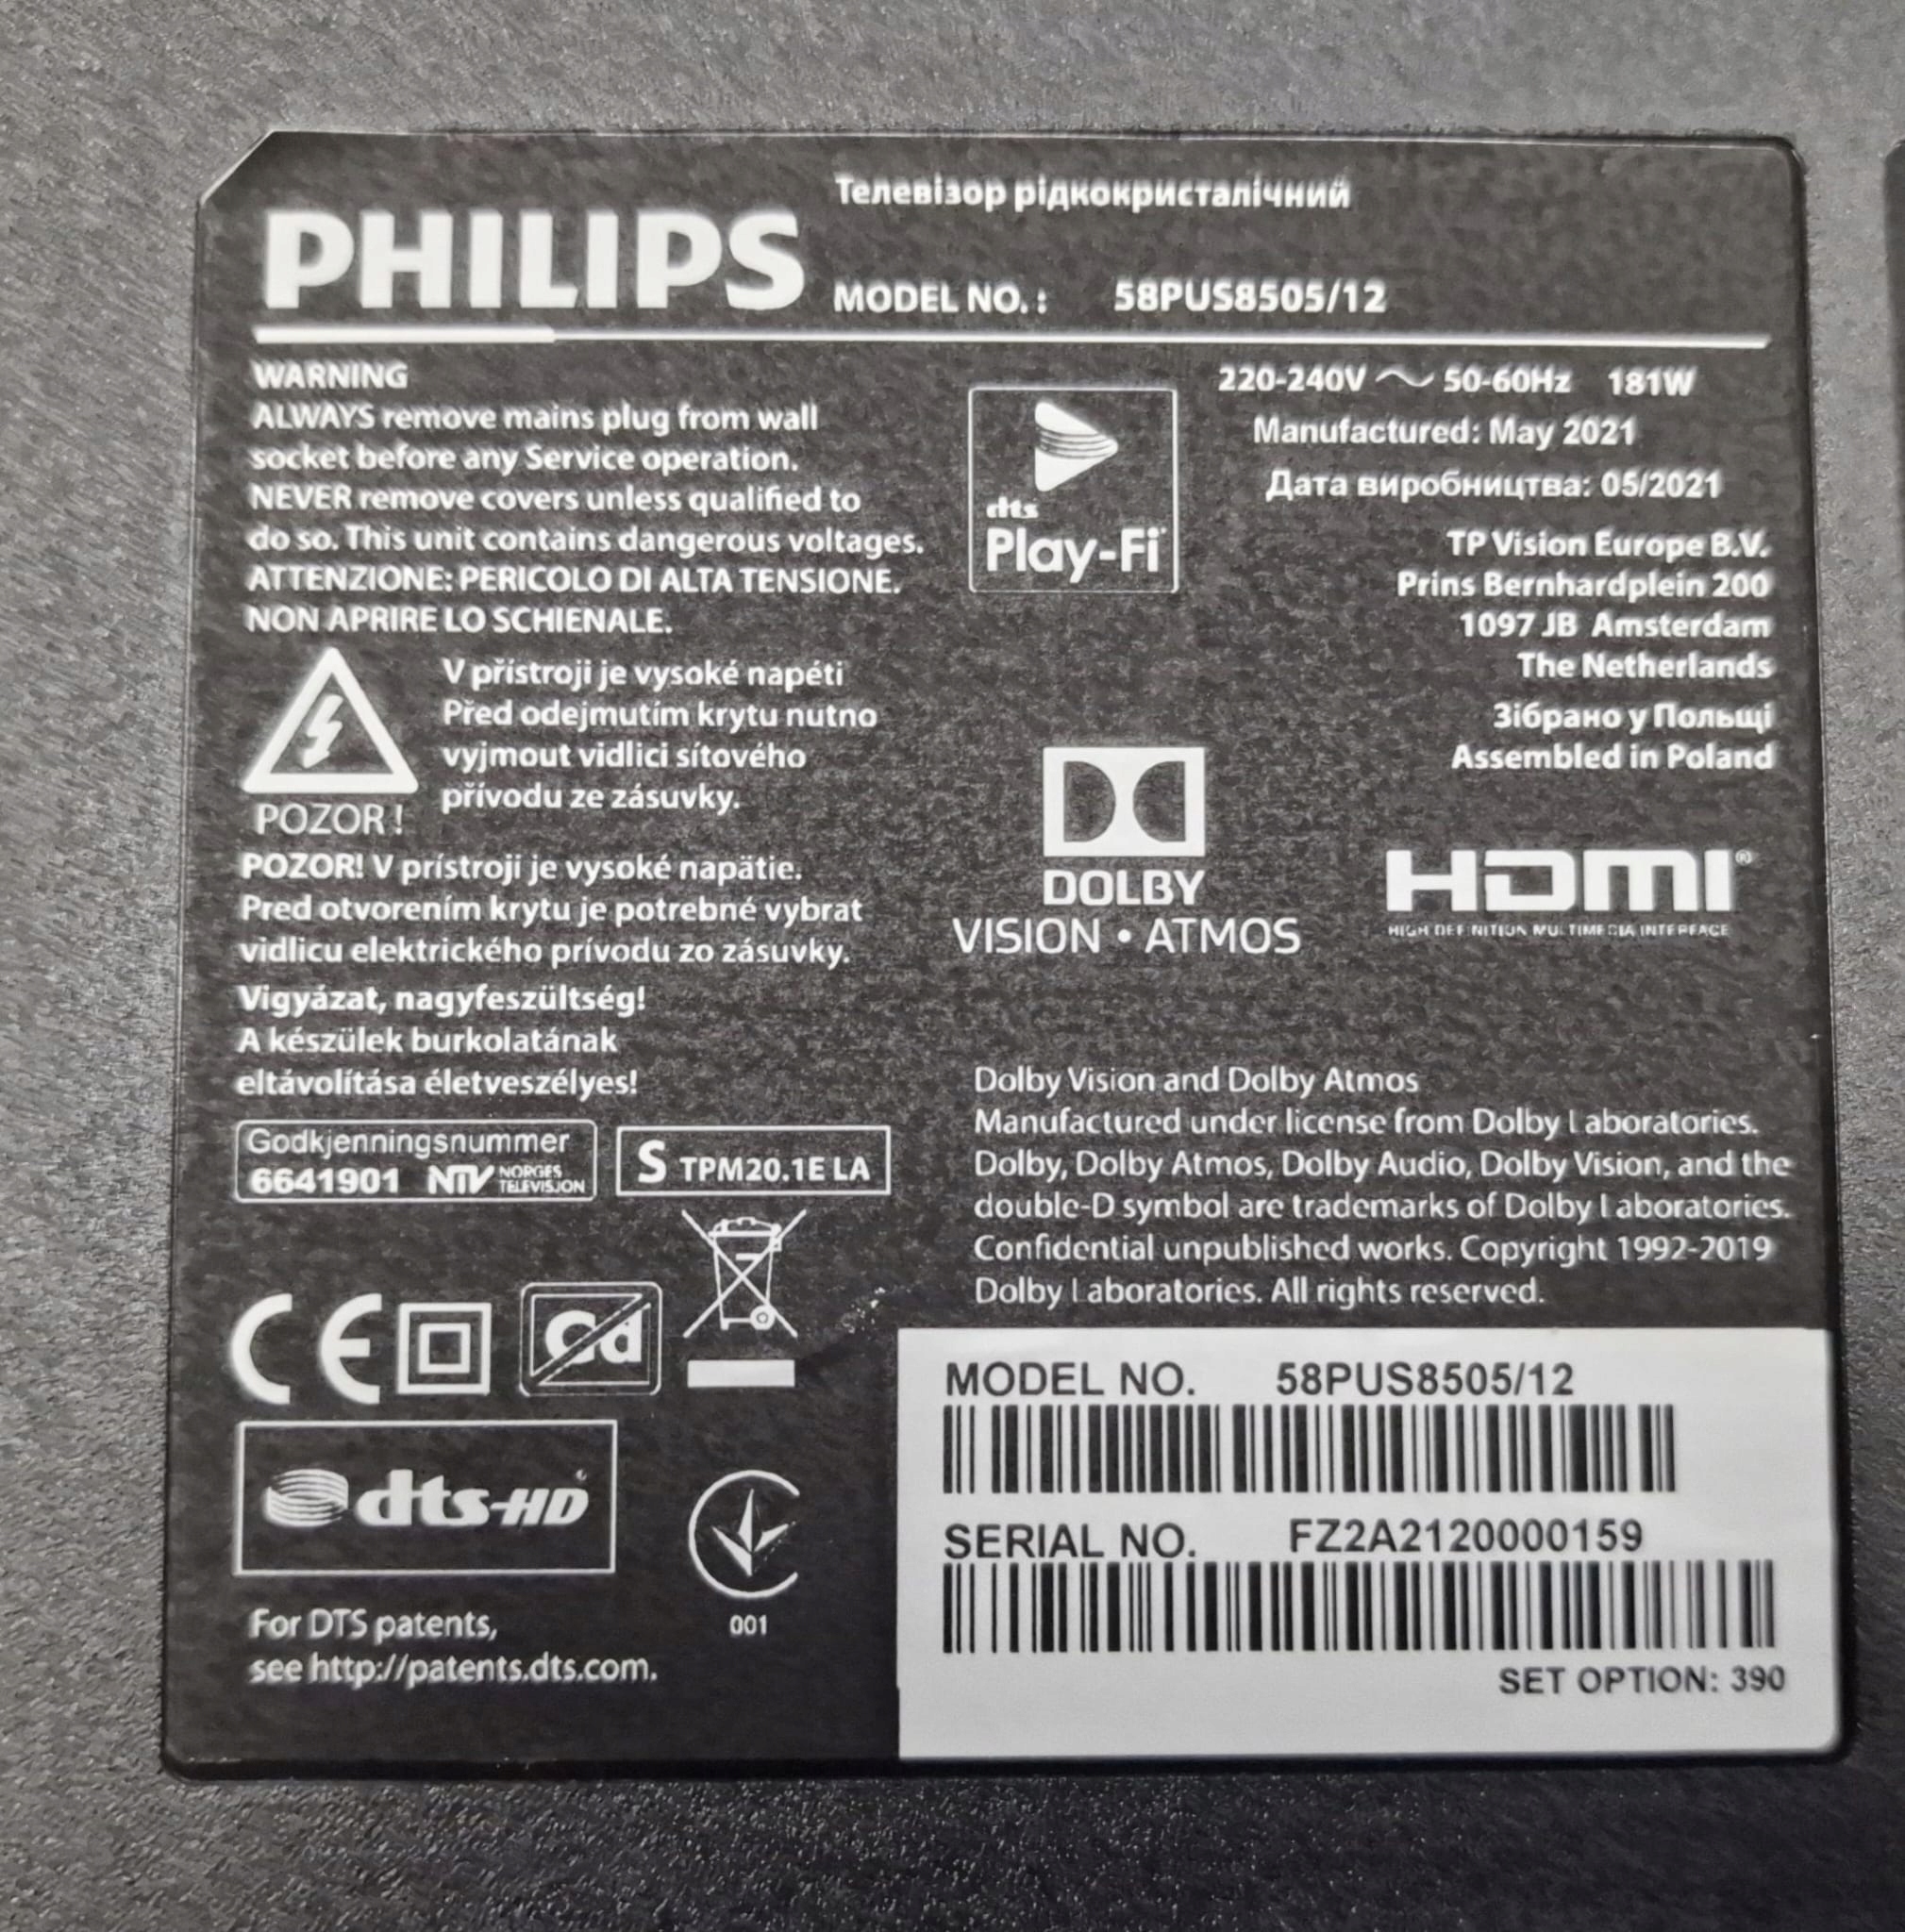 Телевізор рідкокристалічний
PHILIPS
MODEL NO. : 58PUS8505/12
WARNING
ALWAYS remove mains plug from wall
socket before any Service operation.
NEVER remove covers unless qualified to
do so. This unit contains dangerous voltages.
ATTENZIONE: PERICOLO DI ALTA TENSIONE.
NON APRIRE LO SCHIENALE.
V přístroji je vysoké napéti
Před odejmutím krytu nutno
vyjmout vidlici sítového
přívodu ze zásuvky.
POZOR !
POZOR! V prístroji je vysoké napätie.
Pred otvorením krytu je potrebné vybrat
vidlicu elektrického prívodu zo zásuvky.
Vigyázat, nagyfeszültség!
A készülek burkolatának
eltávolítása életveszélyes!
Godkjenningsnummer
6641901 NTV NORGES
TELEVISJON
S TPM20.1E LA
CE
Cd
dts-HD
001
For DTS patents,
see http://patents.dts.com.
dts
Play-Fi
220-240V ～ 50-60Hz 181W
Manufactured: May 2021
Дата виробництва: 05/2021
TP Vision Europe B.V.
Prins Bernhardplein 200
1097 JB Amsterdam
The Netherlands
Зібрано у Польщі
Assembled in Poland
DOLBY
VISION • ATMOS
HDMI®
HIGH DEFINITION MULTIMEDIA INTERFACE
Dolby Vision and Dolby Atmos
Manufactured under license from Dolby Laboratories.
Dolby, Dolby Atmos, Dolby Audio, Dolby Vision, and the
double-D symbol are trademarks of Dolby Laboratories.
Confidential unpublished works. Copyright 1992-2019
Dolby Laboratories. All rights reserved.
MODEL NO. 58PUS8505/12
SERIAL NO. FZ2A2120000159
SET OPTION: 390